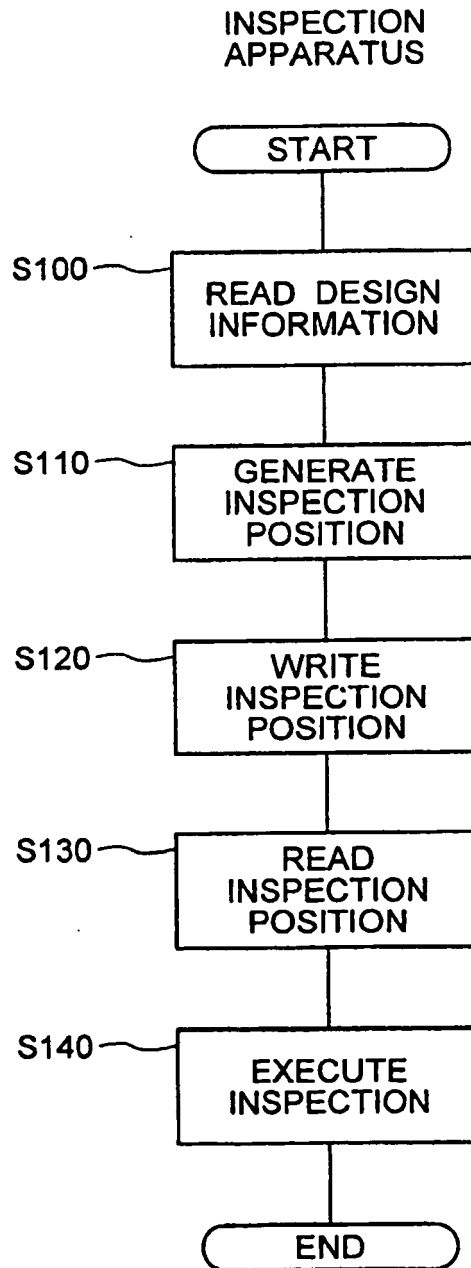 INSPECTION
APPARATUS
START
S100
READ DESIGN
INFORMATION
S110
GENERATE
INSPECTION
POSITION
S120
WRITE
INSPECTION
POSITION
S130
READ
INSPECTION
POSITION
S140
EXECUTE
INSPECTION
END